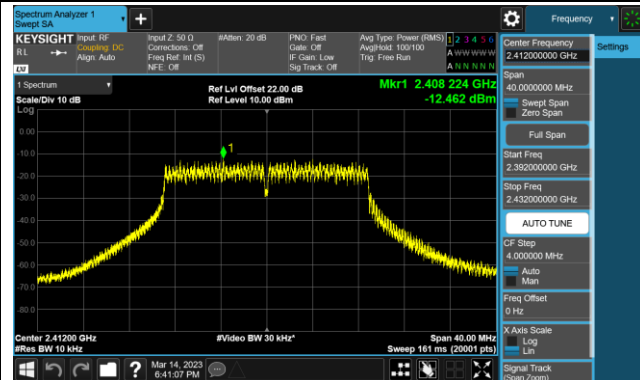 Spectrum Analyzer 1
Swept SA
Frequency
KEYSIGHT
RL
LXI
Input: RF
Coupling: DC
Align: Auto
Input Z: 50 Ω
Corrections: Off
Freq Ref: Int (S)
NFE: Off
#Atten: 20 dB
PNO: Fast
Gate: Off
IF Gain: Low
Sig Track: Off
Avg Type: Power (RMS)
Avg|Hold: 100/100
Trig: Free Run
1 2 3 4 5 6
A W W W W W
A N N N N N
1 Spectrum
Scale/Div 10 dB
Log
Ref Lvl Offset 22.00 dB
Ref Level 10.00 dBm
Mkr1 2.408 224 GHz
-12.462 dBm
0.00
-10.0
-20.0
-30.0
-40.0
-50.0
-60.0
-70.0
-80.0
1
Center 2.41200 GHz
#Res BW 10 kHz
#Video BW 30 kHz*
Span 40.00 MHz
Sweep 161 ms (20001 pts)
Mar 14, 2023
6:41:07 PM
Center Frequency
2.412000000 GHz
Settings
Span
40.0000000 MHz
Swept Span
Zero Span
Full Span
Start Freq
2.392000000 GHz
Stop Freq
2.432000000 GHz
AUTO TUNE
CF Step
4.000000 MHz
Auto
Man
Freq Offset
0 Hz
X Axis Scale
Log
Lin
Signal Track
(Span Zoom)